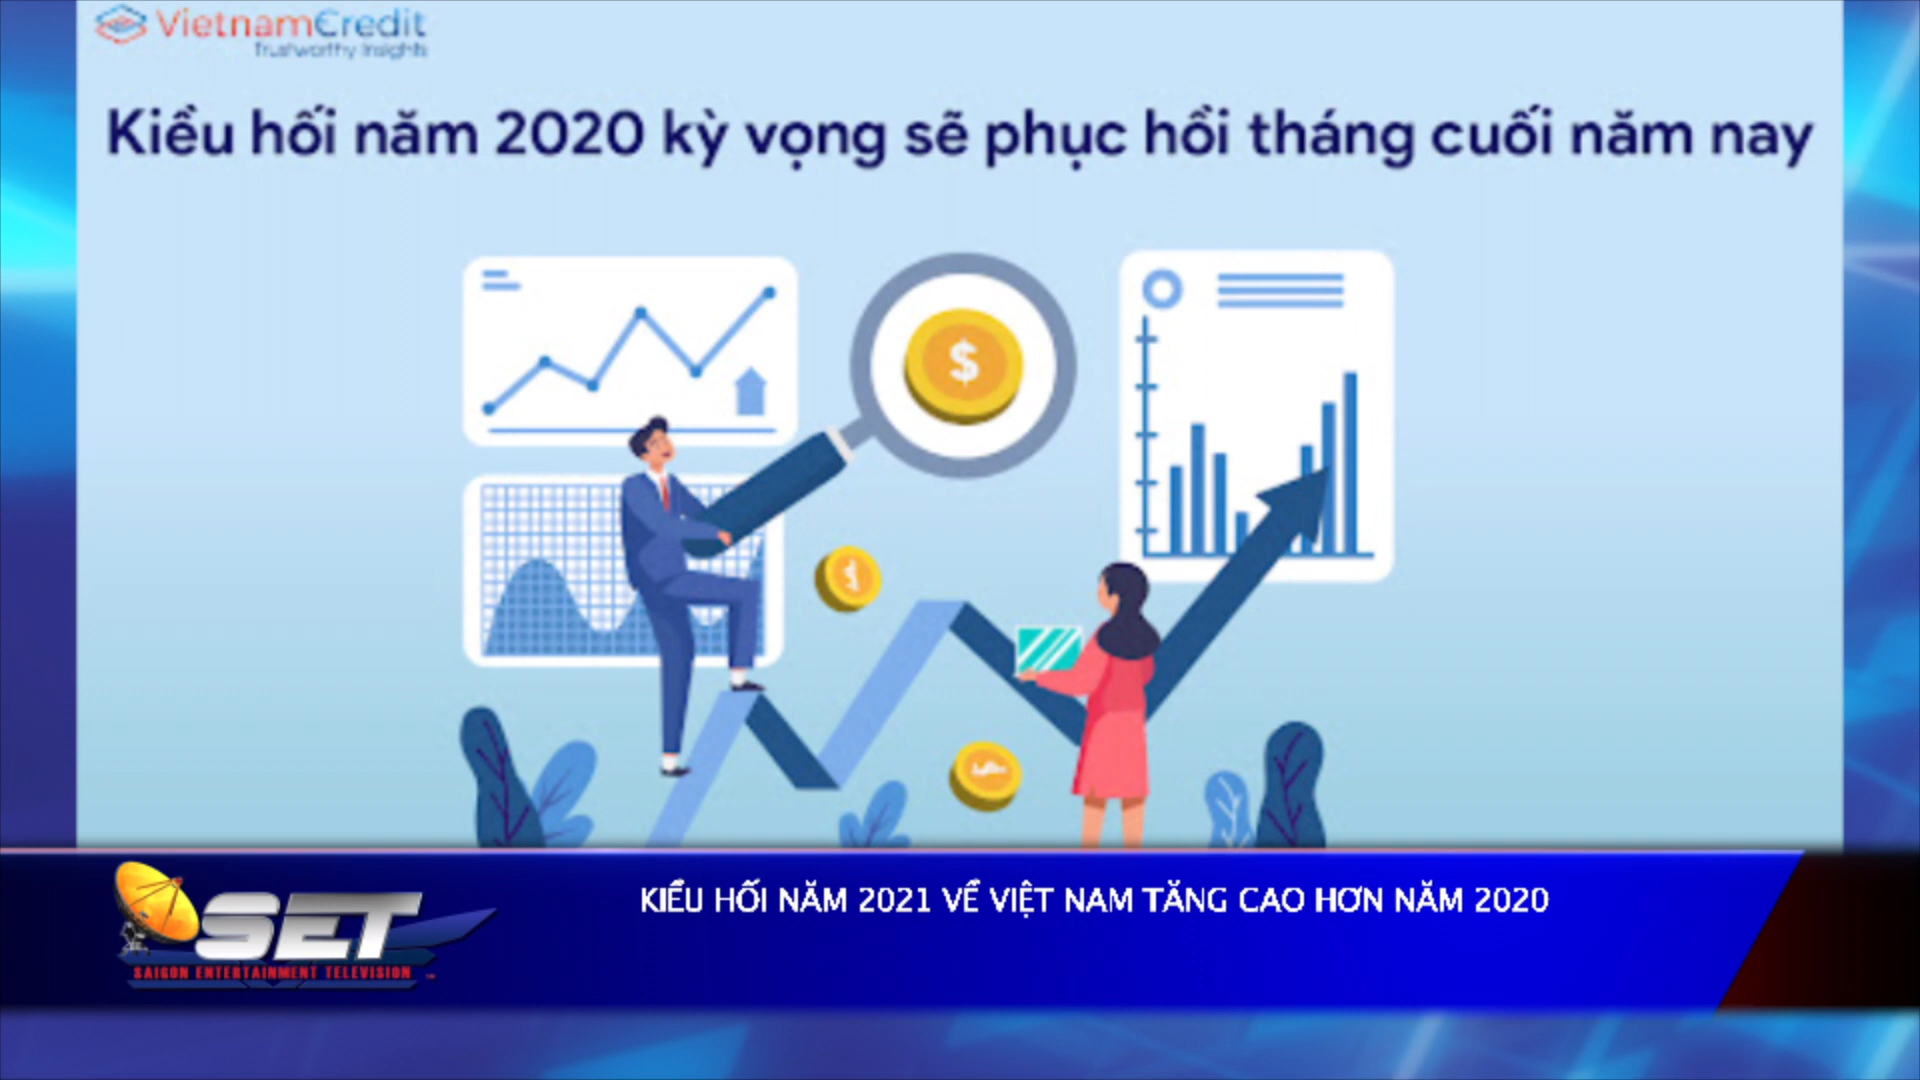 VietnamCredit
Trustworthy Insights
Kiều hối năm 2020 kỳ vọng sẽ phục hồi tháng cuối năm nay
$
KIỀU HỐI NĂM 2021 VỀ VIỆT NAM TĂNG CAO HƠN NĂM 2020
SET
SAIGON ENTERTAINMENT TELEVISION